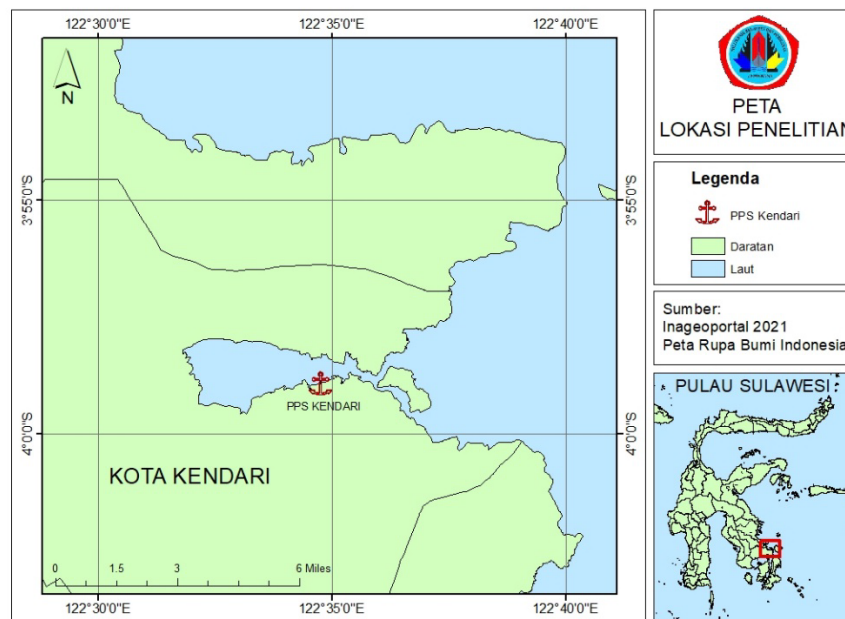 122°30'0"E 122°35'0"E 122°40'0"E
N
3°55'0"S 3°55'0"S
PPS KENDARI
4°0'0"S 4°0'0"S
KOTA KENDARI
0 1.5 3 6 Miles
122°30'0"E 122°35'0"E 122°40'0"E
PETA
LOKASI PENELITIAN
Legenda
PPS Kendari
Daratan
Laut
Sumber:
Inageoportal 2021
Peta Rupa Bumi Indonesia
PULAU SULAWESI